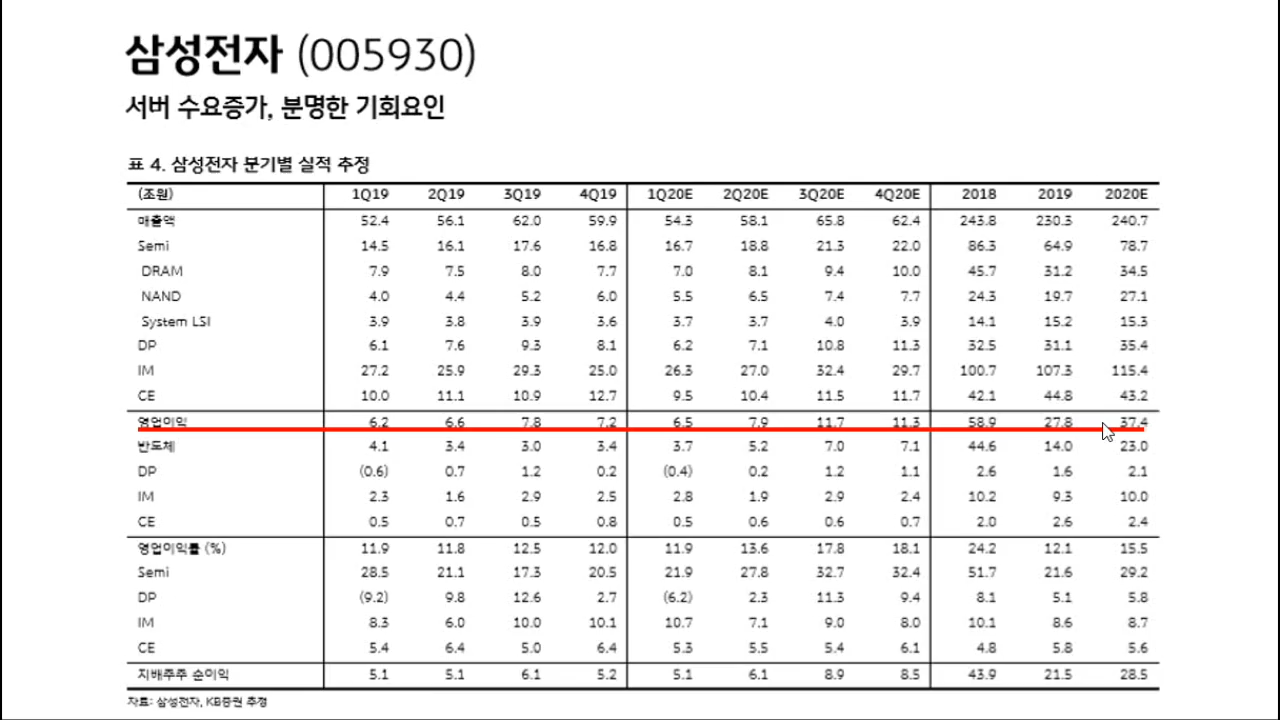 삼성전자 (005930)
서버 수요증가, 분명한 기회요인
표 4. 삼성전자 분기별 실적 추정
(조원) 1Q19 2Q19 3Q19 4Q19 1Q20E 2Q20E 3Q20E 4Q20E 2018 2019 2020E
매출액 52.4 56.1 62.0 59.9 54.3 58.1 65.8 62.4 243.8 230.3 240.7
Semi 14.5 16.1 17.6 16.8 16.7 18.8 21.3 22.0 86.3 64.9 78.7
DRAM 7.9 7.5 8.0 7.7 7.0 8.1 9.4 10.0 45.7 31.2 34.5
NAND 4.0 4.4 5.2 6.0 5.5 6.5 7.4 7.7 24.3 19.7 27.1
System LSI 3.9 3.8 3.9 3.6 3.7 3.7 4.0 3.9 14.1 15.2 15.3
DP 6.1 7.6 9.3 8.1 6.2 7.1 10.8 11.3 32.5 31.1 35.4
IM 27.2 25.9 29.3 25.0 26.3 27.0 32.4 29.7 100.7 107.3 115.4
CE 10.0 11.1 10.9 12.7 9.5 10.4 11.5 11.7 42.1 44.8 43.2
영업이익 6.2 6.6 7.8 7.2 6.5 7.9 11.7 11.3 58.9 27.8 37.4
반도체 4.1 3.4 3.0 3.4 3.7 5.2 7.0 7.1 44.6 14.0 23.0
DP (0.6) 0.7 1.2 0.2 (0.4) 0.2 1.2 1.1 2.6 1.6 2.1
IM 2.3 1.6 2.9 2.5 2.8 1.9 2.9 2.4 10.2 9.3 10.0
CE 0.5 0.7 0.5 0.8 0.5 0.6 0.6 0.7 2.0 2.6 2.4
영업이익률 (%) 11.9 11.8 12.5 12.0 11.9 13.6 17.8 18.1 24.2 12.1 15.5
Semi 28.5 21.1 17.3 20.5 21.9 27.8 32.7 32.4 51.7 21.6 29.2
DP (9.2) 9.8 12.6 2.7 (6.2) 2.3 11.3 9.4 8.1 5.1 5.8
IM 8.3 6.0 10.0 10.1 10.7 7.1 9.0 8.0 10.1 8.6 8.7
CE 5.4 6.4 5.0 6.4 5.3 5.5 5.4 6.1 4.8 5.8 5.6
지배주주 순이익 5.1 5.1 6.1 5.2 5.1 6.1 8.9 8.5 43.9 21.5 28.5
자료: 삼성전자, KB증권 추정